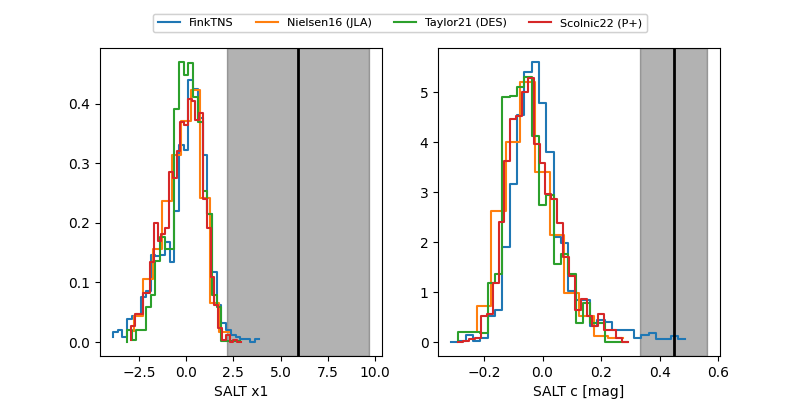 FinkTNS Nielsen16 (JLA) Taylor21 (DES) Scolnic22 (P+)
0.4
0.3
0.2
0.1
0.0
−2.5 0.0 2.5 5.0 7.5 10.0
SALT x1
5
4
3
2
1
0
−0.2 0.0 0.2 0.4 0.6
SALT c [mag]